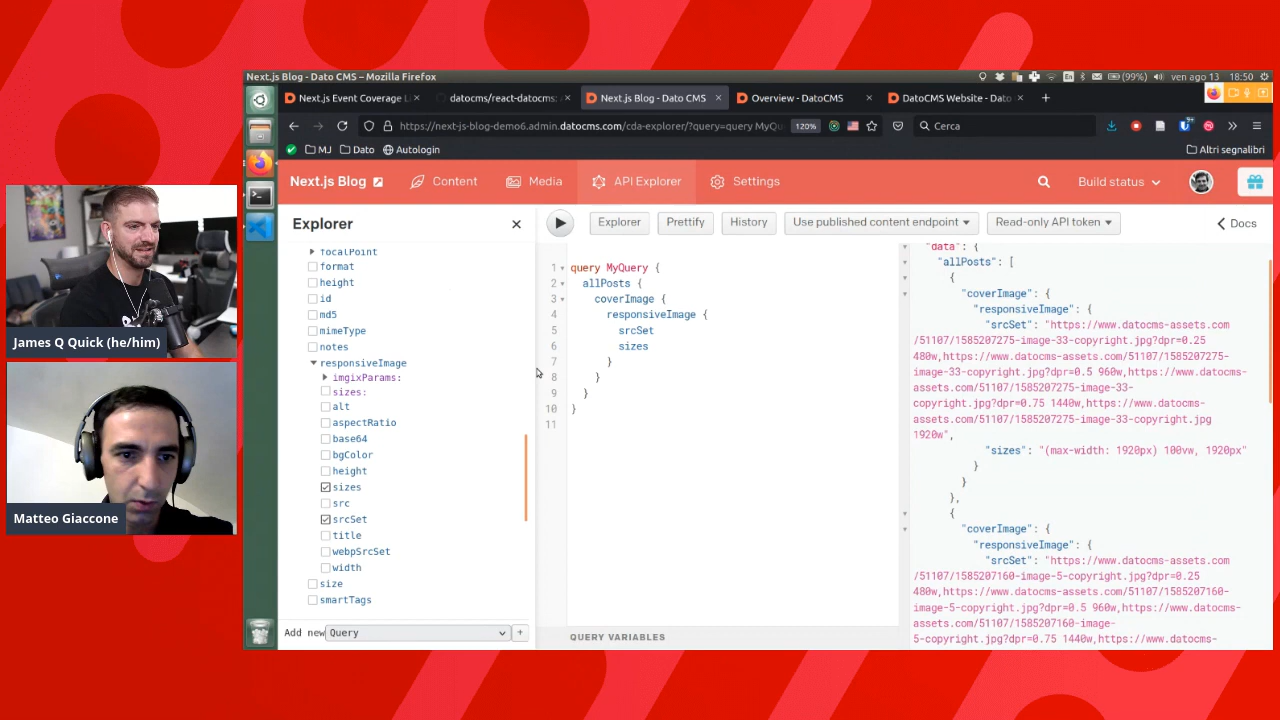 Next.js Blog - Dato CMS – Mozilla Firefox
En (99%) ven ago 13 18:50
Next.js Event Coverage L
datocms/react-datocms:
Next.js Blog - Dato CMS
Overview - DatoCMS
DatoCMS Website - Dato
https://next-js-blog-demo6.admin.datocms.com/cda-explorer/?query=query MyQu
120%
Cerca
MJ Dato Autologin
Altri segnalibri
Next.js Blog
Content
Media
API Explorer
Settings
Build status
Explorer
Explorer
Prettify
History
Use published content endpoint
Read-only API token
Docs
focalPoint
format
height
id
md5
mimeType
notes
responsiveImage
imgixParams:
sizes:
alt
aspectRatio
base64
bgColor
height
sizes
src
srcSet
title
webpSrcSet
width
size
smartTags
Add new Query +
1 query MyQuery {
2 allPosts {
3 coverImage {
4 responsiveImage {
5 srcSet
6 sizes
7 }
8 }
9 }
10 }
11
QUERY VARIABLES
"data": {
"allPosts": [
{
"coverImage": {
"responsiveImage": {
"srcSet": "https://www.datocms-assets.com
/51107/1585207275-image-33-copyright.jpg?dpr=0.25
480w,https://www.datocms-assets.com/51107/1585207275-
image-33-copyright.jpg?dpr=0.5 960w,https://www.datocms-
assets.com/51107/1585207275-image-33-
copyright.jpg?dpr=0.75 1440w,https://www.datocms-
assets.com/51107/1585207275-image-33-copyright.jpg
1920w",
"sizes": "(max-width: 1920px) 100vw, 1920px"
}
}
},
{
"coverImage": {
"responsiveImage": {
"srcSet": "https://www.datocms-assets.com
/51107/1585207160-image-5-copyright.jpg?dpr=0.25
480w,https://www.datocms-assets.com/51107/1585207160-
image-5-copyright.jpg?dpr=0.5 960w,https://www.datocms-
assets.com/51107/1585207160-image-
5-copyright.jpg?dpr=0.75 1440w,https://www.datocms-
James Q Quick (he/him)
Matteo Giaccone